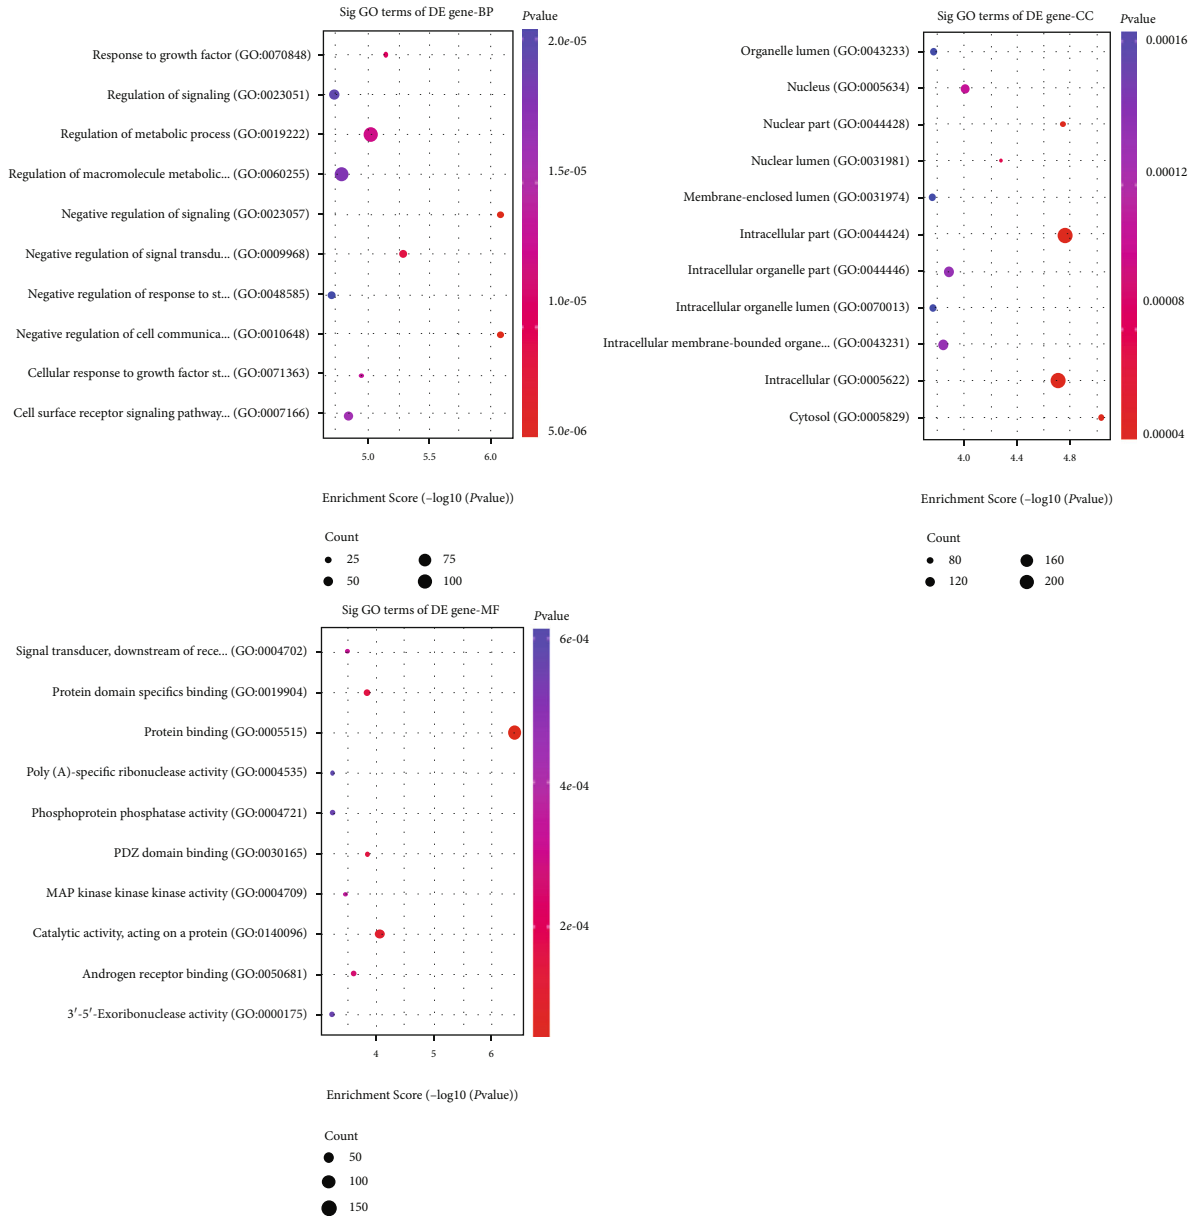 Sig GO terms of DE gene-BP
Pvalue
Response to growth factor (GO:0070848)
Regulation of signaling (GO:0023051)
Regulation of metabolic process (GO:0019222)
Regulation of macromolecule metabolic... (GO:0060255)
Negative regulation of signaling (GO:0023057)
Negative regulation of signal transdu... (GO:0009968)
Negative regulation of response to st... (GO:0048585)
Negative regulation of cell communica... (GO:0010648)
Cellular response to growth factor st... (GO:0071363)
Cell surface receptor signaling pathway... (GO:0007166)
2.0e-05
1.5e-05
1.0e-05
5.0e-06
5.0 5.5 6.0
Enrichment Score (–log10 (Pvalue))
Count
25 75
50 100
Sig GO terms of DE gene-CC
Pvalue
Organelle lumen (GO:0043233)
Nucleus (GO:0005634)
Nuclear part (GO:0044428)
Nuclear lumen (GO:0031981)
Membrane-enclosed lumen (GO:0031974)
Intracellular part (GO:0044424)
Intracellular organelle part (GO:0044446)
Intracellular organelle lumen (GO:0070013)
Intracellular membrane-bounded organe... (GO:0043231)
Intracellular (GO:0005622)
Cytosol (GO:0005829)
0.00016
0.00012
0.00008
0.00004
4.0 4.4 4.8
Enrichment Score (–log10 (Pvalue))
Count
80 160
120 200
Sig GO terms of DE gene-MF
Pvalue
Signal transducer, downstream of rece... (GO:0004702)
Protein domain specifics binding (GO:0019904)
Protein binding (GO:0005515)
Poly (A)-specific ribonuclease activity (GO:0004535)
Phosphoprotein phosphatase activity (GO:0004721)
PDZ domain binding (GO:0030165)
MAP kinase kinase kinase activity (GO:0004709)
Catalytic activity, acting on a protein (GO:0140096)
Androgen receptor binding (GO:0050681)
3′-5′-Exoribonuclease activity (GO:0000175)
6e-04
4e-04
2e-04
4 5 6
Enrichment Score (–log10 (Pvalue))
Count
50
100
150